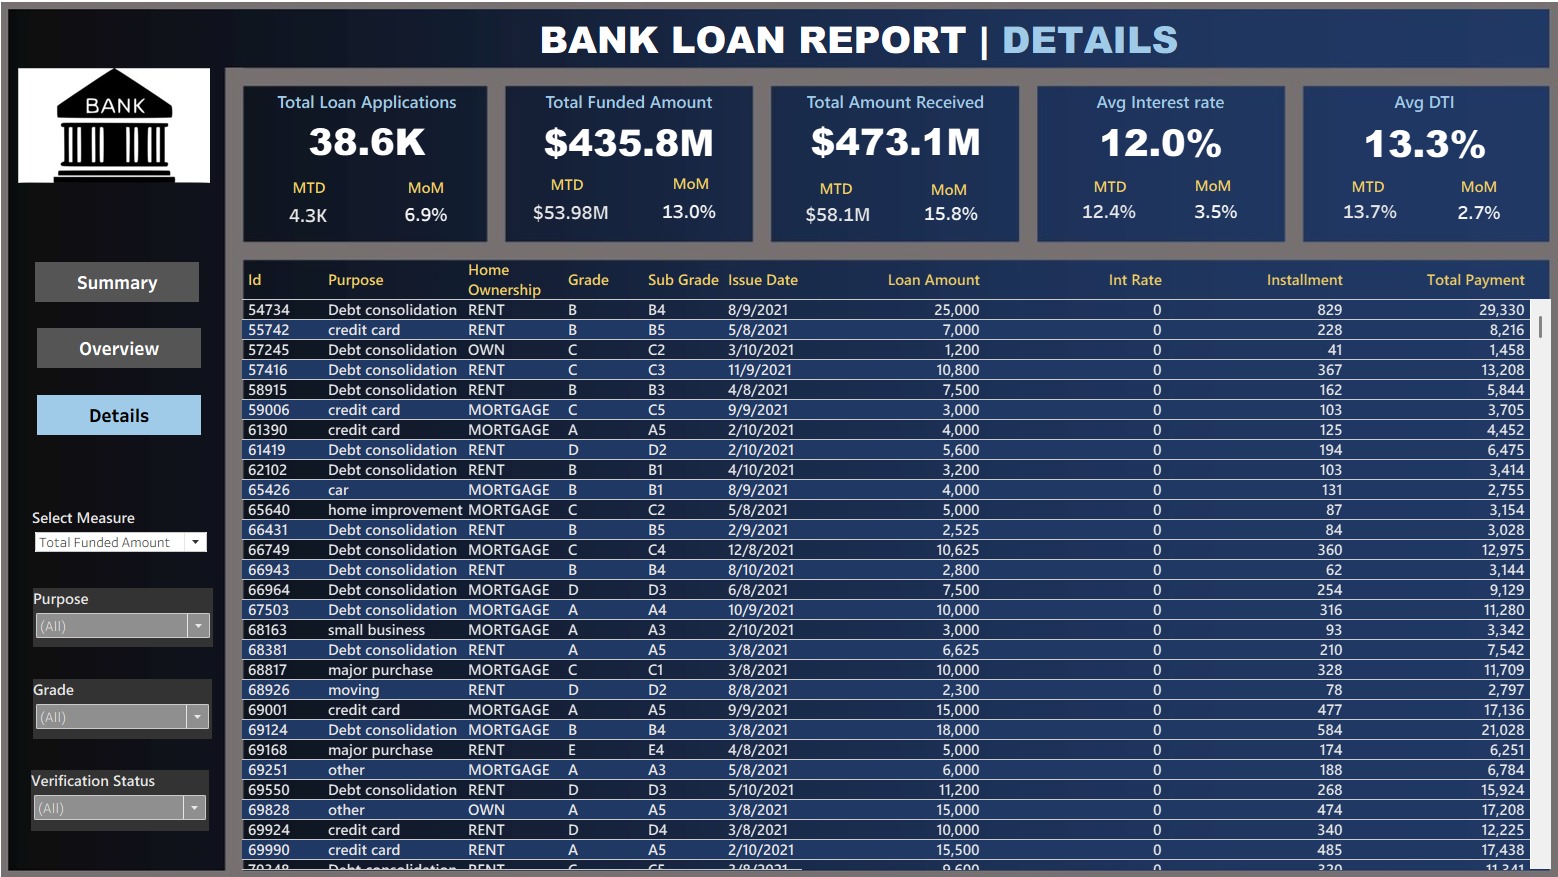 BANK LOAN REPORT | DETAILS
BANK
Total Loan Applications
38.6K
MTD MoM
4.3K 6.9%
Total Funded Amount
$435.8M
MTD MoM
$53.98M 13.0%
Total Amount Received
$473.1M
MTD MoM
$58.1M 15.8%
Avg Interest rate
12.0%
MTD MoM
12.4% 3.5%
Avg DTI
13.3%
MTD MoM
13.7% 2.7%
Summary
Overview
Details
Select Measure
Total Funded Amount
Purpose
(All)
Grade
(All)
Verification Status
(All)
Id Purpose Home Ownership Grade Sub Grade Issue Date Loan Amount Int Rate Installment Total Payment
54734 Debt consolidation RENT B B4 8/9/2021 25,000 0 829 29,330
55742 credit card RENT B B5 5/8/2021 7,000 0 228 8,216
57245 Debt consolidation OWN C C2 3/10/2021 1,200 0 41 1,458
57416 Debt consolidation RENT C C3 11/9/2021 10,800 0 367 13,208
58915 Debt consolidation RENT B B3 4/8/2021 7,500 0 162 5,844
59006 credit card MORTGAGE C C5 9/9/2021 3,000 0 103 3,705
61390 credit card MORTGAGE A A5 2/10/2021 4,000 0 125 4,452
61419 Debt consolidation RENT D D2 2/10/2021 5,600 0 194 6,475
62102 Debt consolidation RENT B B1 4/10/2021 3,200 0 103 3,414
65426 car MORTGAGE B B1 8/9/2021 4,000 0 131 2,755
65640 home improvement MORTGAGE C C2 5/8/2021 5,000 0 87 3,154
66431 Debt consolidation RENT B B5 2/9/2021 2,525 0 84 3,028
66749 Debt consolidation MORTGAGE C C4 12/8/2021 10,625 0 360 12,975
66943 Debt consolidation RENT B B4 8/10/2021 2,800 0 62 3,144
66964 Debt consolidation MORTGAGE D D3 6/8/2021 7,500 0 254 9,129
67503 Debt consolidation MORTGAGE A A4 10/9/2021 10,000 0 316 11,280
68163 small business MORTGAGE A A3 2/10/2021 3,000 0 93 3,342
68381 Debt consolidation RENT A A5 3/8/2021 6,625 0 210 7,542
68817 major purchase MORTGAGE C C1 3/8/2021 10,000 0 328 11,709
68926 moving RENT D D2 8/8/2021 2,300 0 78 2,797
69001 credit card MORTGAGE A A5 9/9/2021 15,000 0 477 17,136
69124 Debt consolidation MORTGAGE B B4 3/8/2021 18,000 0 584 21,028
69168 major purchase RENT E E4 4/8/2021 5,000 0 174 6,251
69251 other MORTGAGE A A3 5/8/2021 6,000 0 188 6,784
69550 Debt consolidation RENT D D3 5/10/2021 11,200 0 268 15,924
69828 other OWN A A5 3/8/2021 15,000 0 474 17,208
69924 credit card RENT D D4 3/8/2021 10,000 0 340 12,225
69990 credit card RENT A A5 2/10/2021 15,500 0 485 17,438